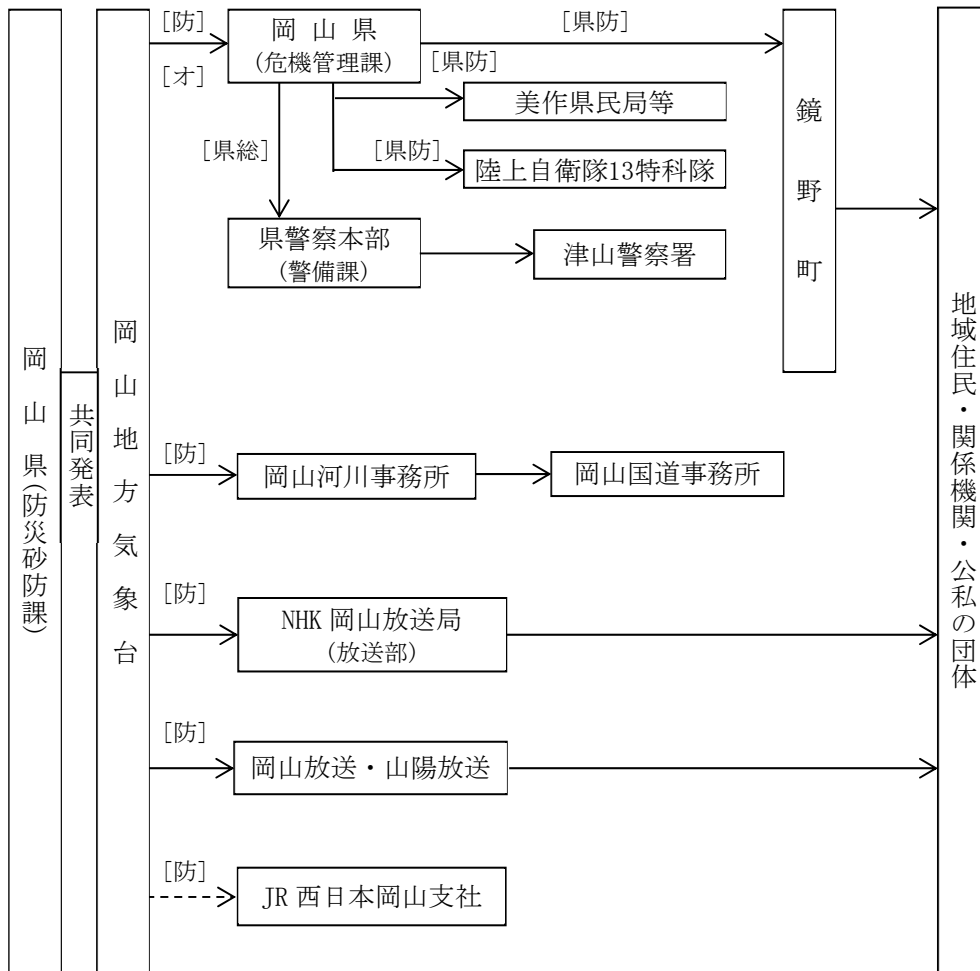 岡山県(防災砂防課)
共同発表
岡山地方気象台
[防]
[オ]
岡山県
(危機管理課)
[県防]
[県防]
美作県民局等
[県総]
[県防]
陸上自衛隊13特科隊
県警察本部
(警備課)
津山警察署
鏡野町
[防]
岡山河川事務所
岡山国道事務所
[防]
NHK 岡山放送局
(放送部)
[防]
岡山放送・山陽放送
[防]
JR 西日本岡山支社
地域住民・関係機関・公私の団体